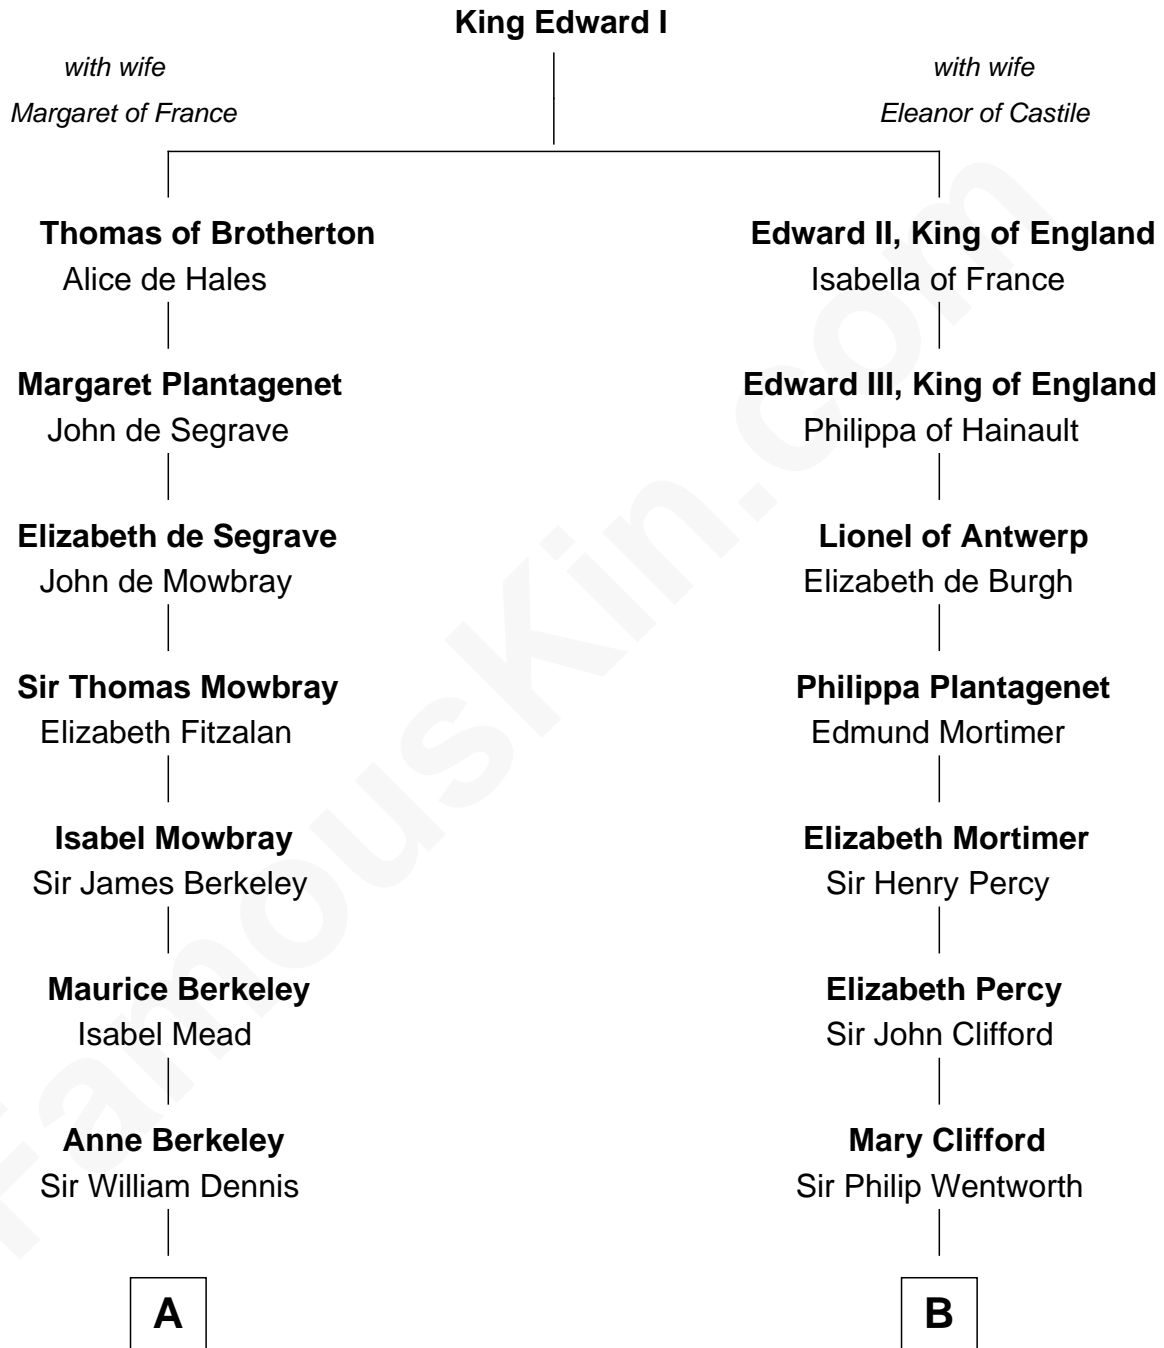 King Edward I
with wife
Margaret of France
with wife
Eleanor of Castile
Thomas of Brotherton
Alice de Hales
Margaret Plantagenet
John de Segrave
Elizabeth de Segrave
John de Mowbray
Sir Thomas Mowbray
Elizabeth Fitzalan
Isabel Mowbray
Sir James Berkeley
Maurice Berkeley
Isabel Mead
Anne Berkeley
Sir William Dennis
A
Edward II, King of England
Isabella of France
Edward III, King of England
Philippa of Hainault
Lionel of Antwerp
Elizabeth de Burgh
Philippa Plantagenet
Edmund Mortimer
Elizabeth Mortimer
Sir Henry Percy
Elizabeth Percy
Sir John Clifford
Mary Clifford
Sir Philip Wentworth
B
FamousKin.com